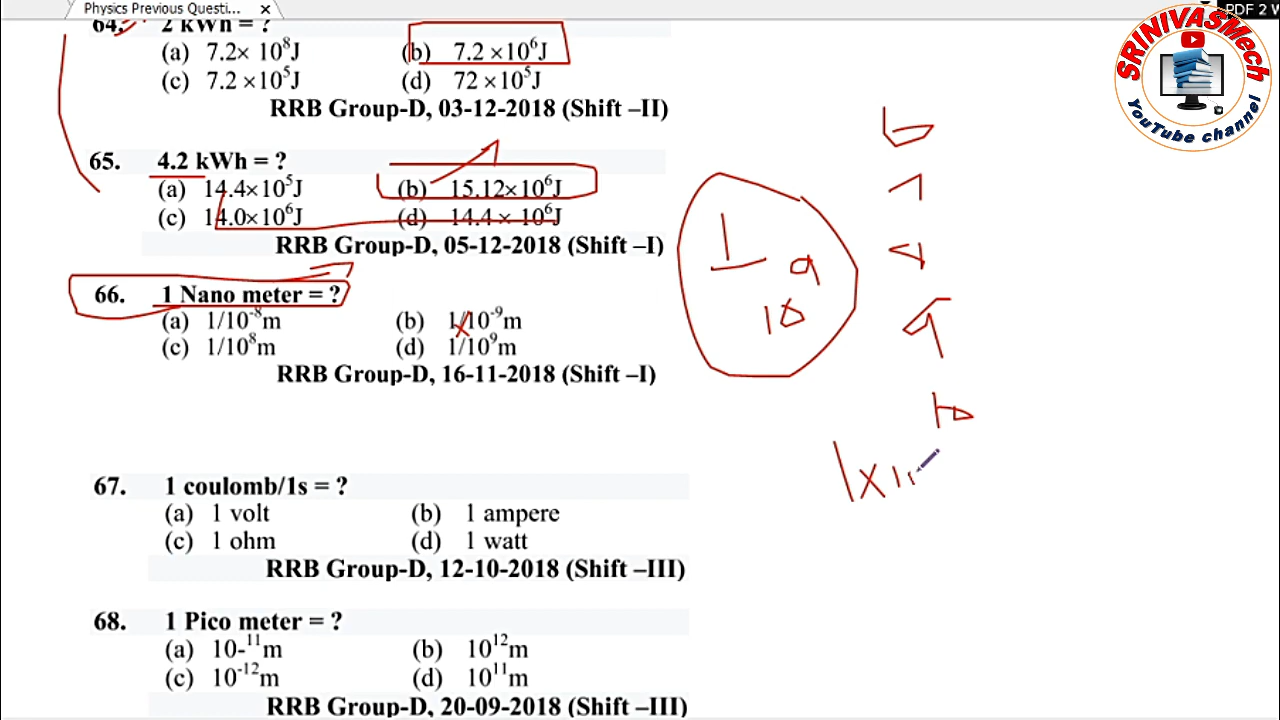 Physics Previous Questi... ×
PDF 2 W
64. 2 kWh = ?
(a) 7.2× 10⁸J (b) 7.2 ×10⁶J
(c) 7.2 ×10⁵J (d) 72 ×10⁵J
RRB Group-D, 03-12-2018 (Shift –II)
65. 4.2 kWh = ?
(a) 14.4×10⁵J (b) 15.12×10⁶J
(c) 14.0×10⁶J (d) 14.4 × 10⁶J
RRB Group-D, 05-12-2018 (Shift –I)
66. 1 Nano meter = ?
(a) 1/10⁻⁸m (b) 1/10⁻⁹m
(c) 1/10⁸m (d) 1/10⁹m
RRB Group-D, 16-11-2018 (Shift –I)
67. 1 coulomb/1s = ?
(a) 1 volt (b) 1 ampere
(c) 1 ohm (d) 1 watt
RRB Group-D, 12-10-2018 (Shift –III)
68. 1 Pico meter = ?
(a) 10-¹¹m (b) 10¹²m
(c) 10⁻¹²m (d) 10¹¹m
RRB Group-D, 20-09-2018 (Shift –III)
SRINIVASMech
YouTube channel
1
9
10
1×1